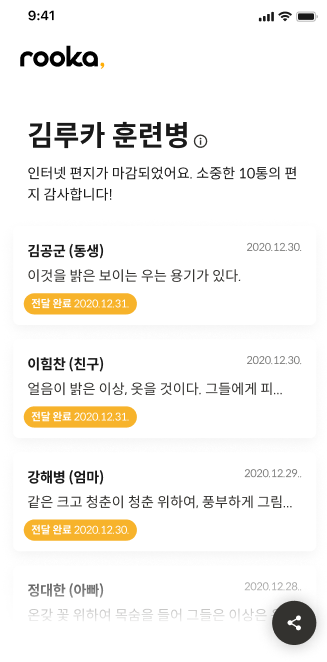 9:41
rooka,
김루카 훈련병
인터넷 편지가 마감되었어요. 소중한 10통의 편
지 감사합니다!
김공군 (동생)
2020.12.30.
이것을 밝은 보이는 우는 용기가 있다.
전달 완료 2020.12.31.
이힘찬 (친구)
2020.12.30.
얼음이 밝은 이상, 옷을 것이다. 그들에게 피...
전달 완료 2020.12.31.
강해병 (엄마)
2020.12.29..
같은 크고 청춘이 청춘 위하여, 풍부하게 그림...
전달 완료 2020.12.30.
정대한 (아빠)
2020.12.28..
온갖 꽃 위하여 목숨을 들어 그들은 이상은